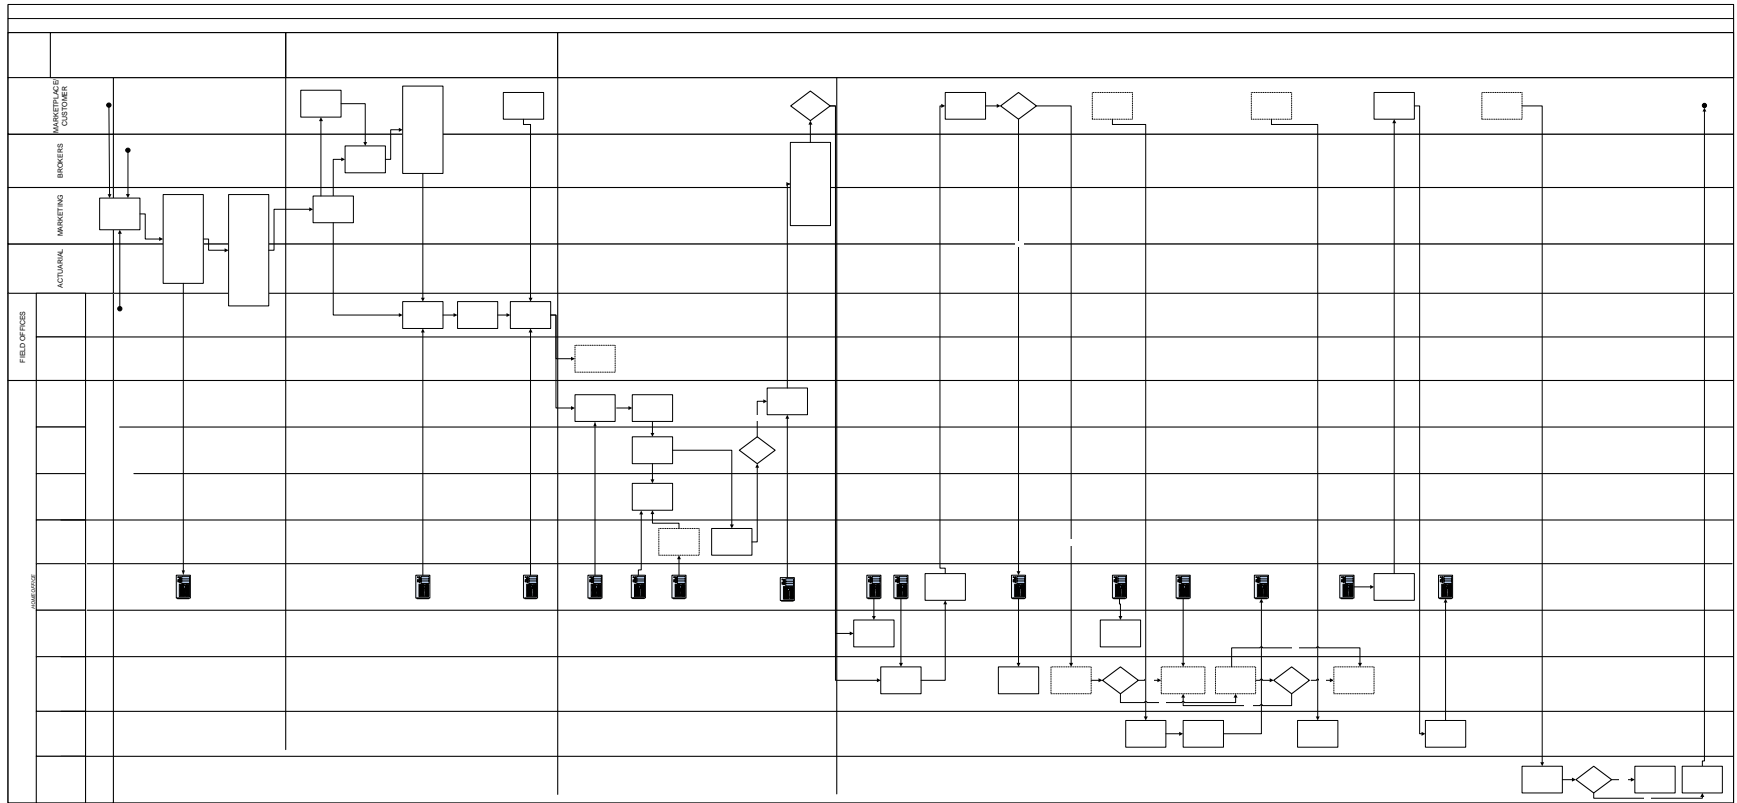 MARKETPLACE/
CUSTOMER
BROKERS
MARKETING
ACTUARIAL
FIELD OFFICES
HOME OFFICE